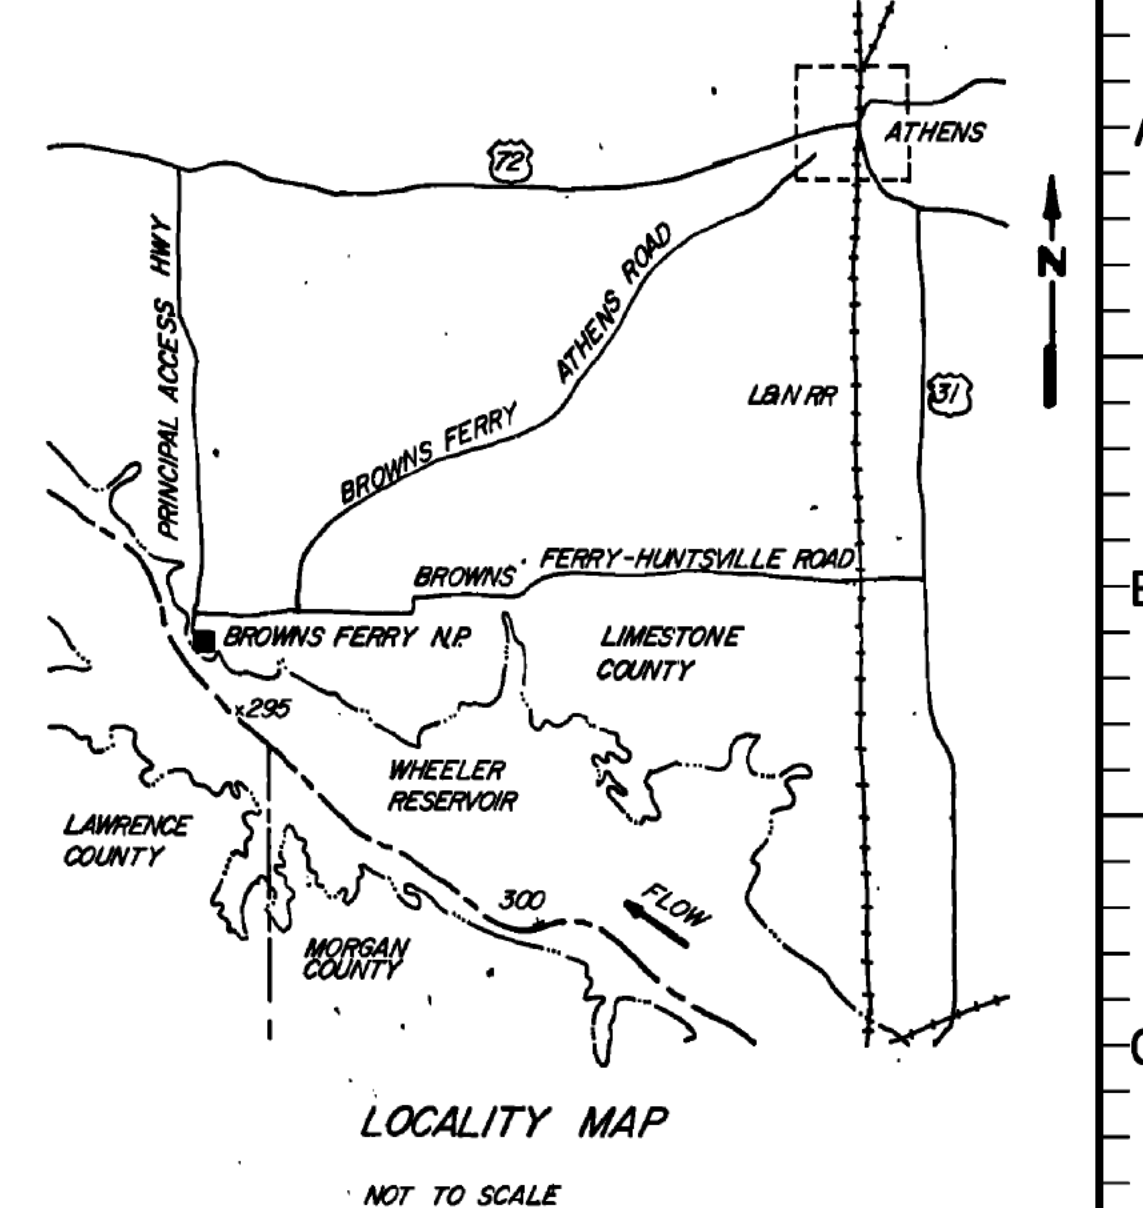 72
ATHENS
PRINCIPAL ACCESS HWY
ATHENS ROAD
N
L&N RR
31
BROWNS FERRY
BROWNS FERRY-HUNTSVILLE ROAD
BROWNS FERRY N.P.
LIMESTONE
COUNTY
×295
WHEELER
RESERVOIR
LAWRENCE
COUNTY
300
FLOW
MORGAN
COUNTY
LOCALITY MAP
NOT TO SCALE